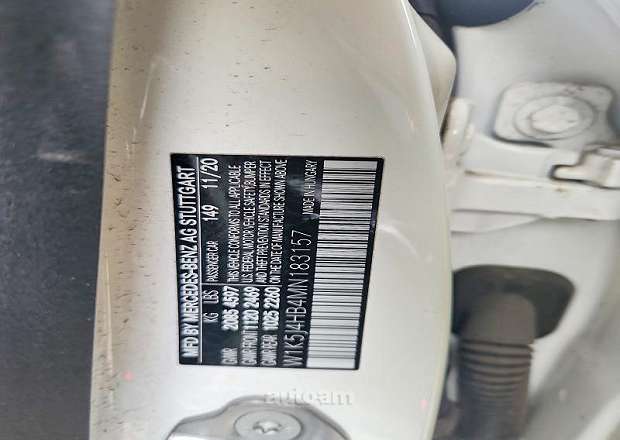 MFD BY MERCEDES-BENZ AG STUTTGART
PASSENGER CAR 149 11/20
KG LBS
GVWR 2085 4597
GAWR FRONT 1120 2469
GAWR REAR 1025 2260
THIS VEHICLE CONFORMS TO ALL APPLICABLE
U.S. FEDERAL MOTOR VEHICLE SAFETY, BUMPER
AND THEFT PREVENTION STANDARDS IN EFFECT
ON THE DATE OF MANUFACTURE SHOWN ABOVE
W1K5J4HB4MN183157
MADE IN HUNGARY
autoam